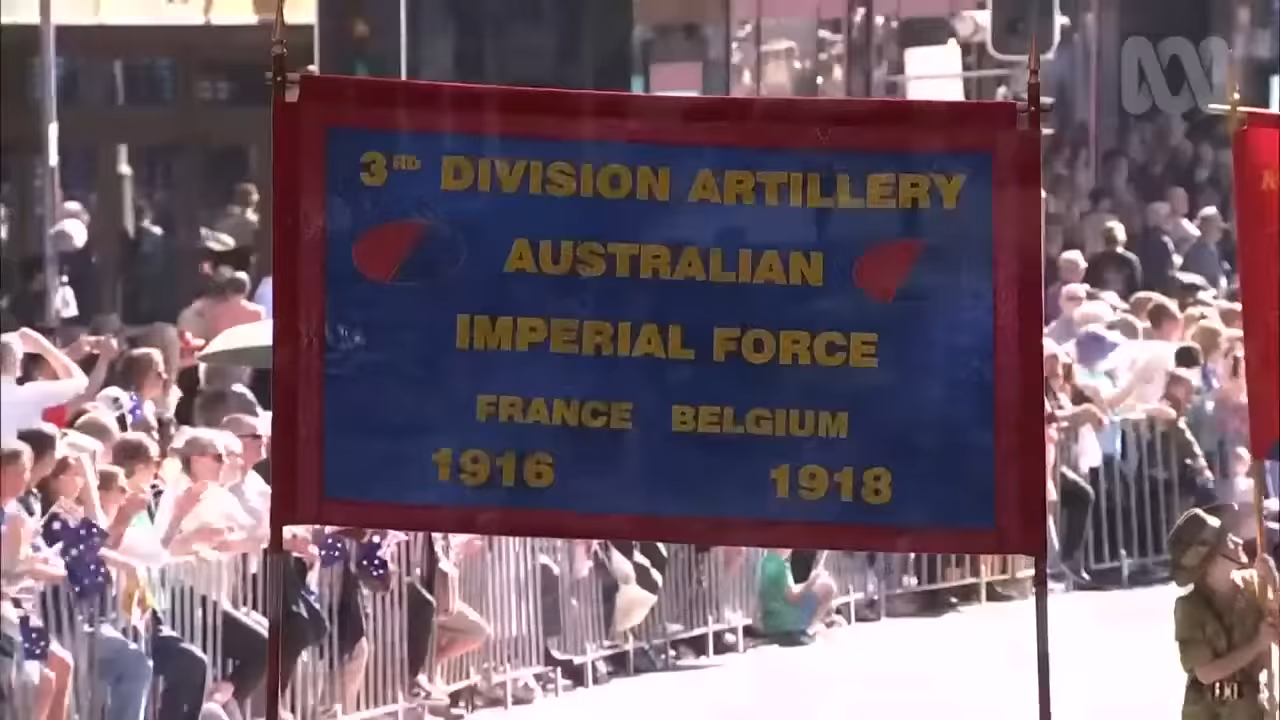 3RD DIVISION ARTILLERY
AUSTRALIAN
IMPERIAL FORCE
FRANCE BELGIUM
1916 1918